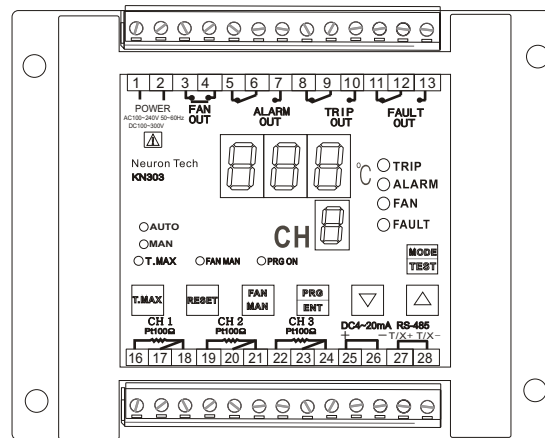 1 2 3 4 5 6 7 8 9 10 11 12 13
POWER
AC100~240V 50~60Hz
DC100~300V
FAN
OUT
ALARM
OUT
TRIP
OUT
FAULT
OUT
Neuron Tech
KN303
888
°C
TRIP
ALARM
FAN
FAULT
CH
8
AUTO
MAN
T.MAX
FAN MAN
PRG ON
MODE
TEST
T.MAX
RESET
FAN
MAN
PRG
ENT
CH 1
Pt100Ω
CH 2
Pt100Ω
CH 3
Pt100Ω
DC4~20mA
+ −
RS-485
T/X+ T/X−
16 17 18 19 20 21 22 23 24 25 26 27 28